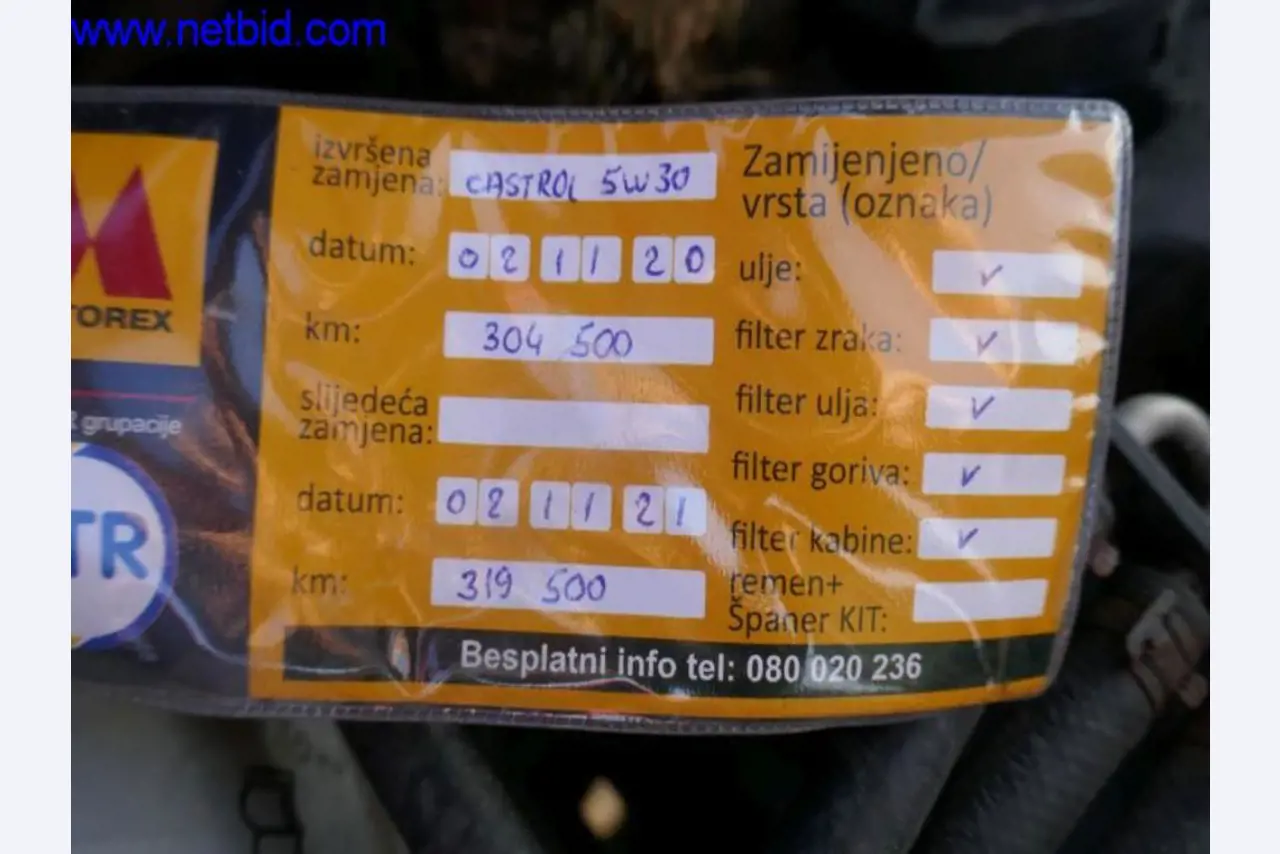 www.netbid.com
izvršena
zamjena: CASTROL 5W30
datum: 02 11 20
km: 304 500
slijedeća
zamjena:
datum: 02 11 21
km: 319 500
Zamijenjeno/
vrsta (oznaka)
ulje: ✓
filter zraka: ✓
filter ulja: ✓
filter goriva: ✓
filter kabine: ✓
remen+
Španer KIT:
Besplatni info tel: 080 020 236
TOREX
grupacije
TR